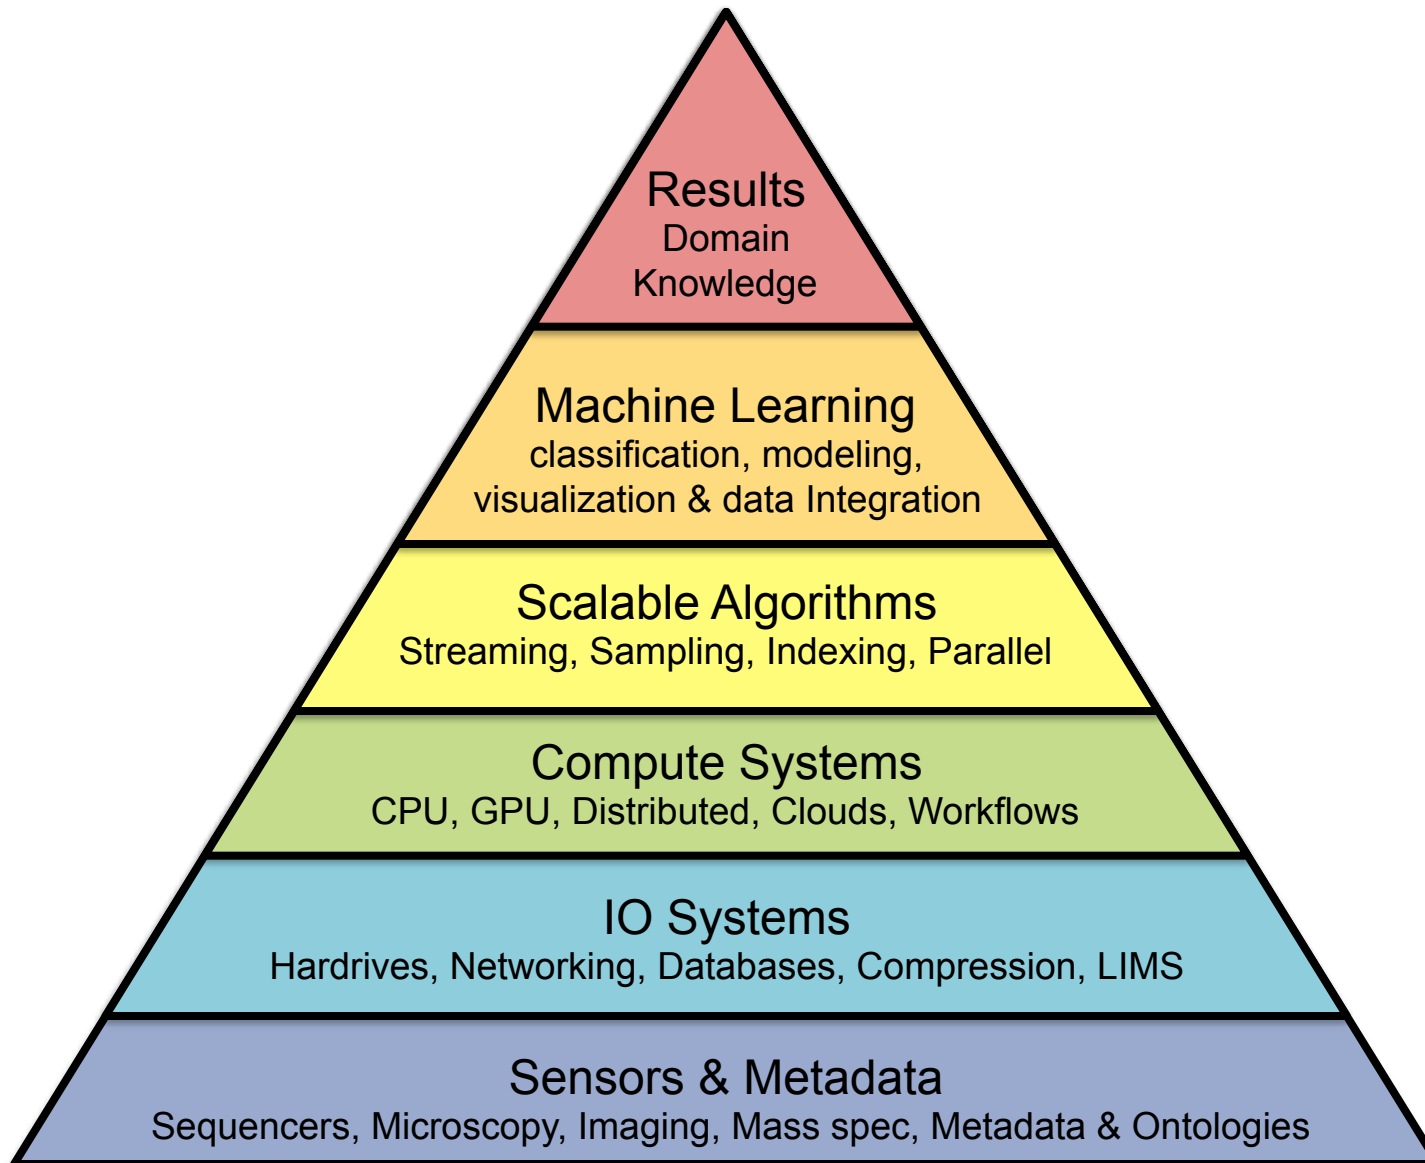 Results
Domain
Knowledge
Machine Learning
classification, modeling,
visualization & data Integration
Scalable Algorithms
Streaming, Sampling, Indexing, Parallel
Compute Systems
CPU, GPU, Distributed, Clouds, Workflows
IO Systems
Hardrives, Networking, Databases, Compression, LIMS
Sensors & Metadata
Sequencers, Microscopy, Imaging, Mass spec, Metadata & Ontologies